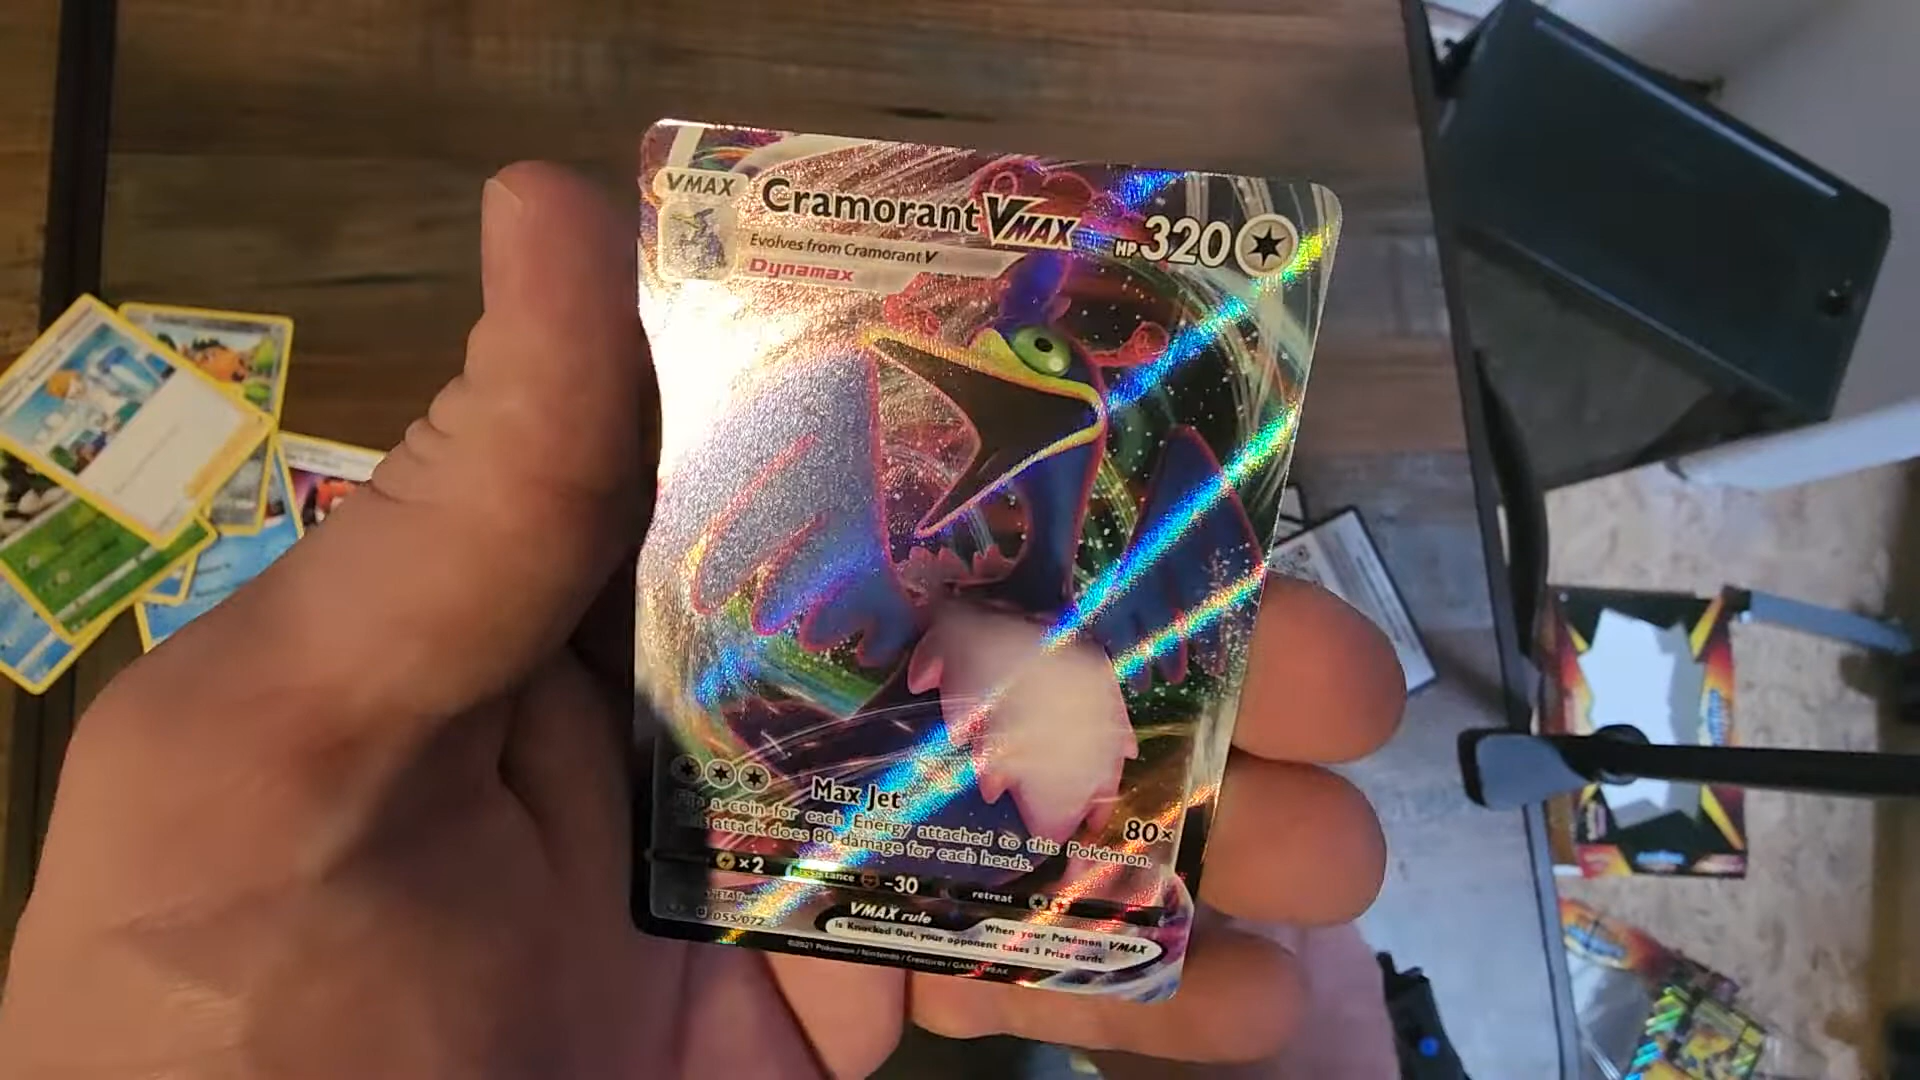 VMAX
Cramorant VMAX HP 320
Evolves from Cramorant V
Dynamax
Max Jet
80×
Flip a coin for each Energy attached to this Pokémon.
This attack does 80 damage for each heads.
×2 resistance -30 retreat
055/072
VMAX rule When your Pokémon VMAX
is Knocked Out, your opponent takes 3 Prize cards.
©2021 Pokémon / Nintendo / Creatures / GAME FREAK